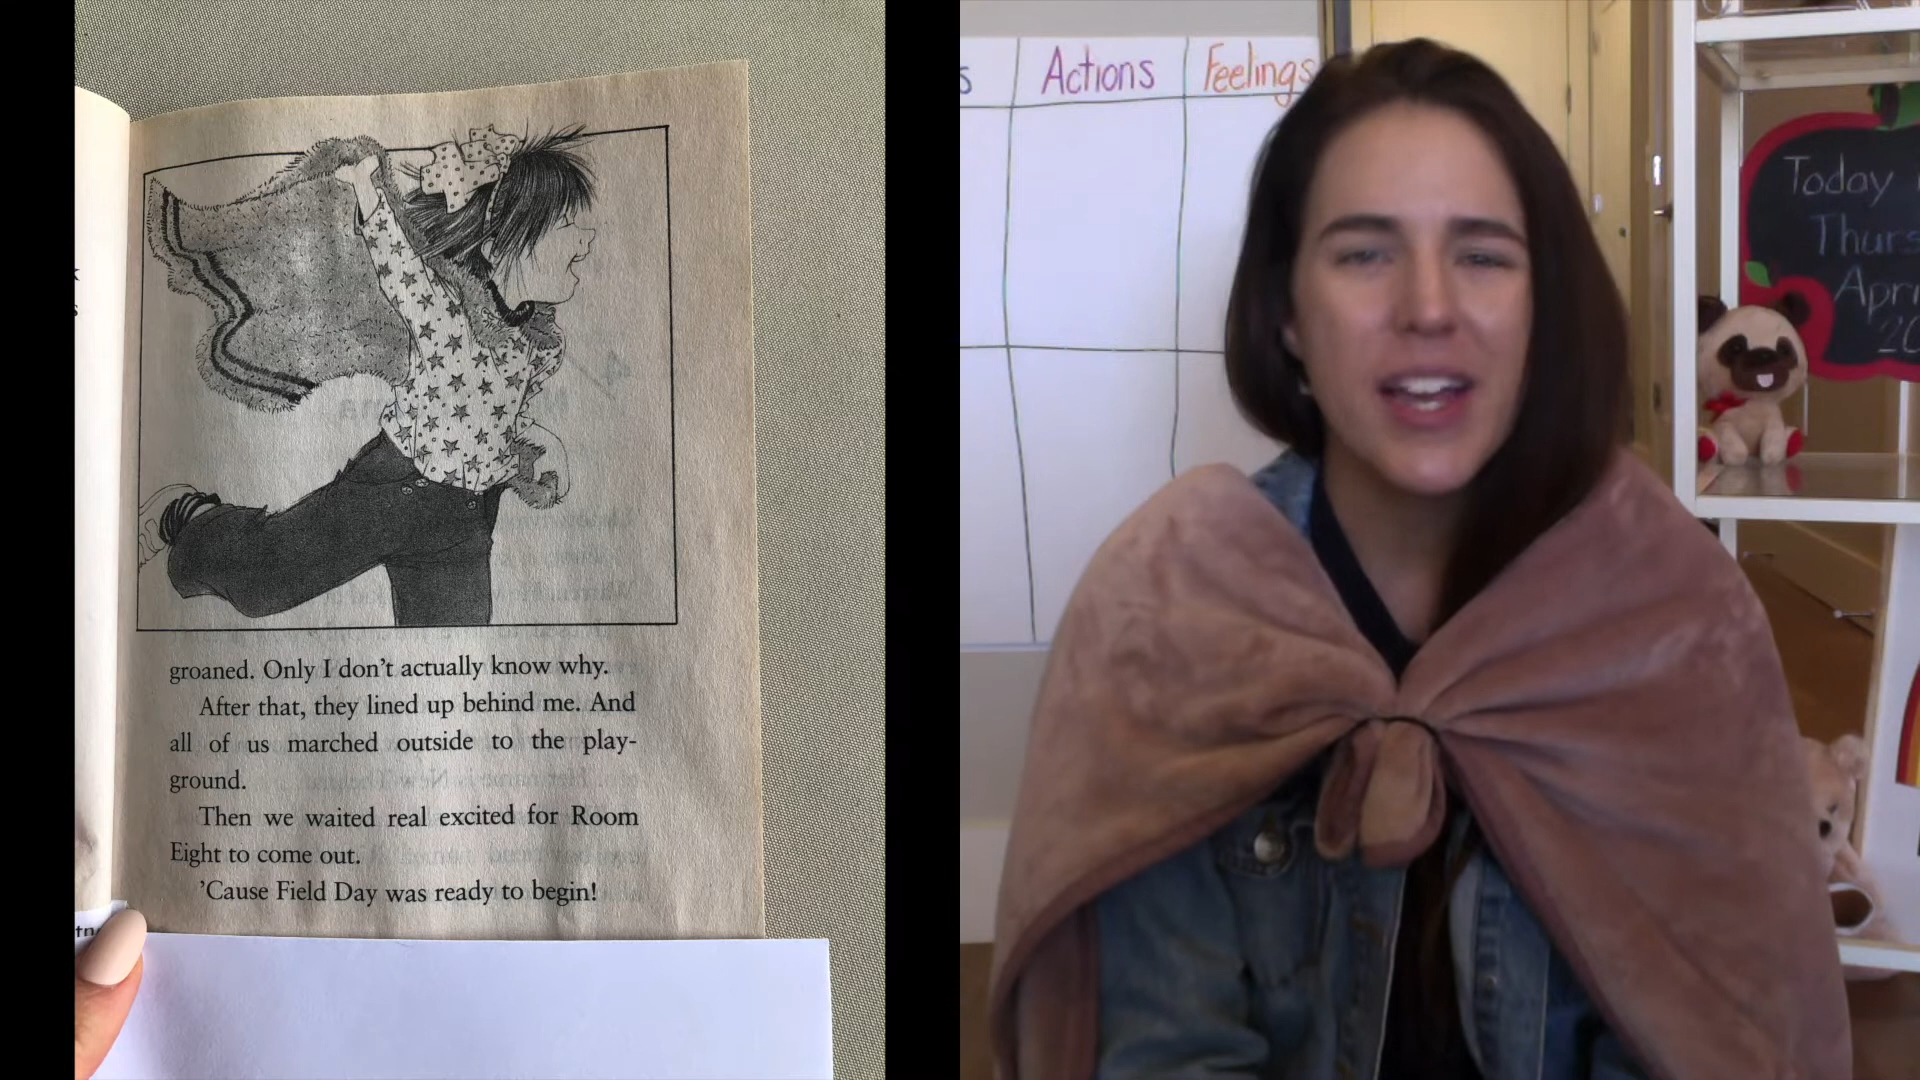 groaned. Only I don't actually know why.
After that, they lined up behind me. And
all of us marched outside to the play-
ground.
Then we waited real excited for Room
Eight to come out.
'Cause Field Day was ready to begin!
Actions
Feelings
Today